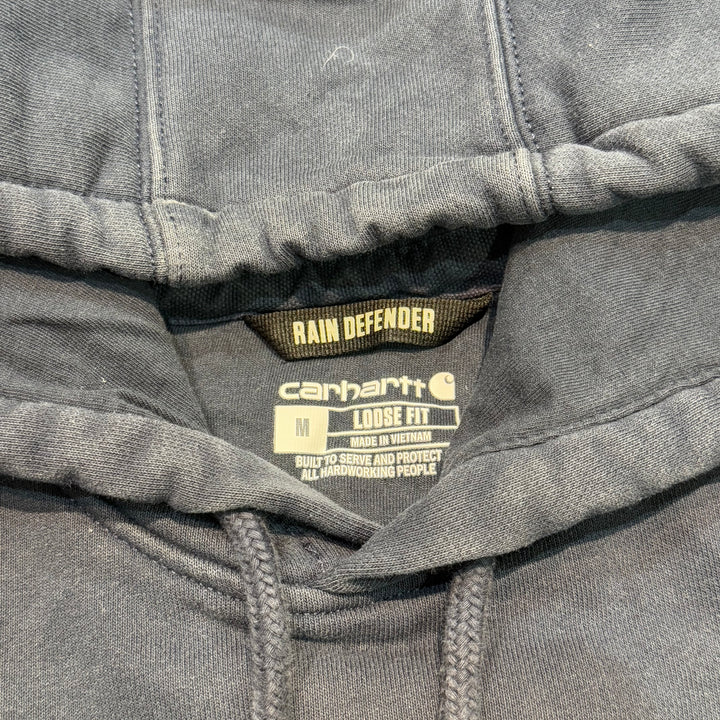 RAIN DEFENDER
carhartt
M LOOSE FIT
MADE IN VIETNAM
BUILT TO SERVE AND PROTECT
ALL HARDWORKING PEOPLE